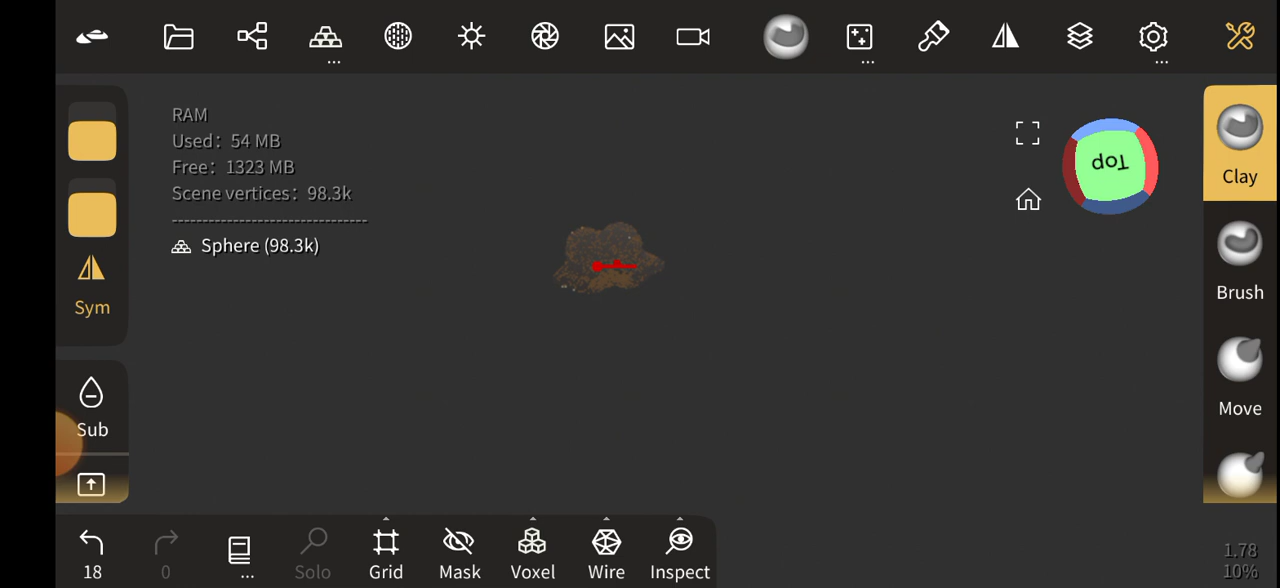 RAM
Used: 54 MB
Free: 1323 MB
Scene vertices: 98.3k
--------------------------------
Sphere (98.3k)
Top
Sym
Sub
Clay
Brush
Move
18
0
...
Solo
Grid
Mask
Voxel
Wire
Inspect
1.78
10%